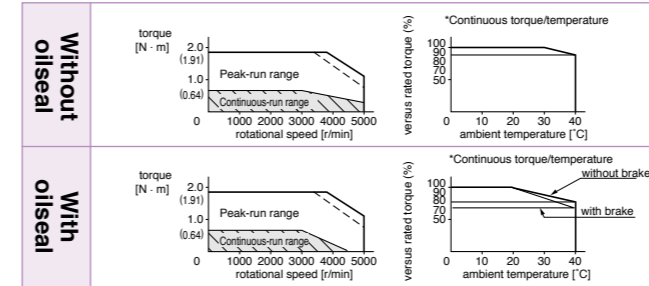 Without
oilseal
torque
[N · m]
2.0
(1.91)
1.0
(0.64)
Peak-run range
Continuous-run range
0 1000 2000 3000 4000 5000
rotational speed [r/min]
*Continuous torque/temperature
versus rated torque (%)
100
90
80
70
50
0 10 20 30 40
ambient temperature [˚C]
With
oilseal
torque
[N · m]
2.0
(1.91)
1.0
(0.64)
Peak-run range
Continuous-run range
0 1000 2000 3000 4000 5000
rotational speed [r/min]
*Continuous torque/temperature
without brake
with brake
versus rated torque (%)
100
90
80
70
50
0 10 20 30 40
ambient temperature [˚C]